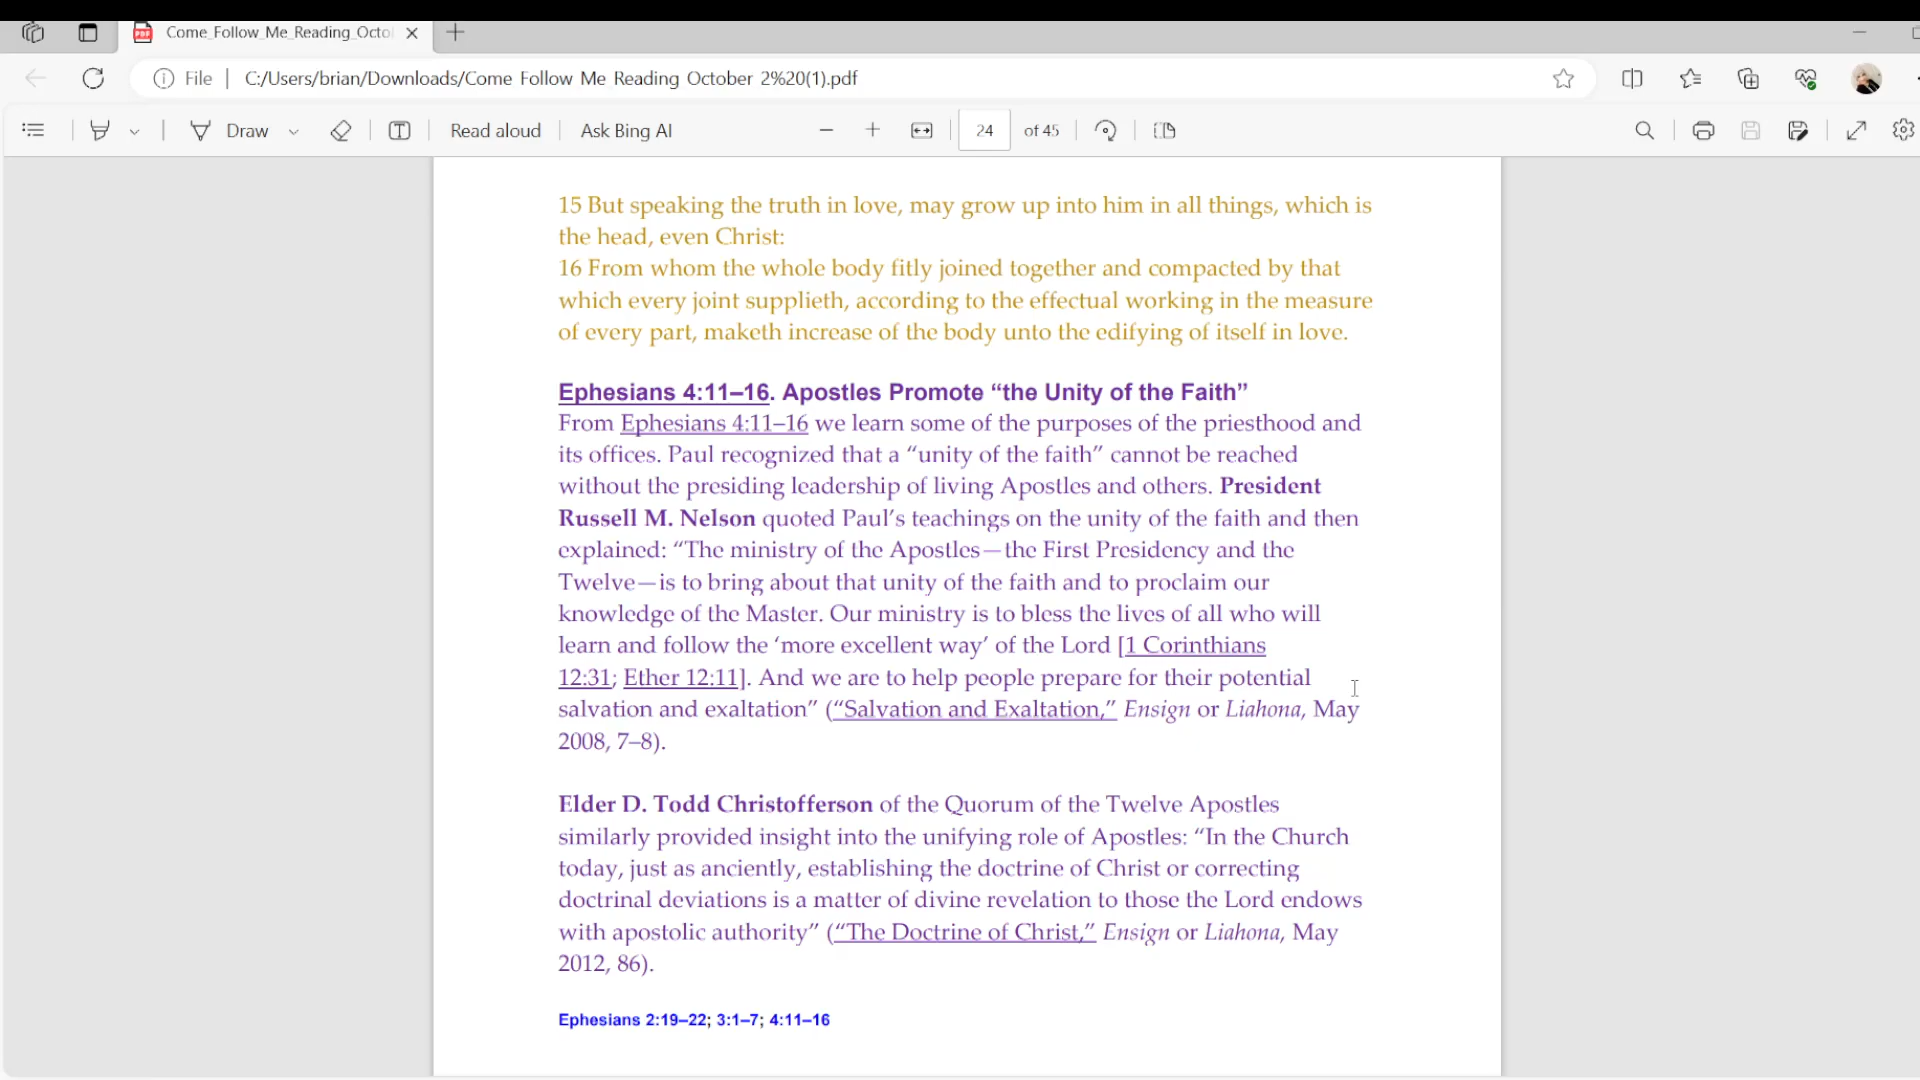 Come_Follow_Me_Reading_Octo
File
C:/Users/brian/Downloads/Come Follow Me Reading October 2%20(1).pdf
Draw
Read aloud
Ask Bing AI
24
of 45
15 But speaking the truth in love, may grow up into him in all things, which is
the head, even Christ:
16 From whom the whole body fitly joined together and compacted by that
which every joint supplieth, according to the effectual working in the measure
of every part, maketh increase of the body unto the edifying of itself in love.
Ephesians 4:11–16. Apostles Promote “the Unity of the Faith”
From Ephesians 4:11–16 we learn some of the purposes of the priesthood and
its offices. Paul recognized that a “unity of the faith” cannot be reached
without the presiding leadership of living Apostles and others. President
Russell M. Nelson quoted Paul’s teachings on the unity of the faith and then
explained: “The ministry of the Apostles—the First Presidency and the
Twelve—is to bring about that unity of the faith and to proclaim our
knowledge of the Master. Our ministry is to bless the lives of all who will
learn and follow the ‘more excellent way’ of the Lord [1 Corinthians
12:31; Ether 12:11]. And we are to help people prepare for their potential
salvation and exaltation” (“Salvation and Exaltation,” Ensign or Liahona, May
2008, 7–8).
Elder D. Todd Christofferson of the Quorum of the Twelve Apostles
similarly provided insight into the unifying role of Apostles: “In the Church
today, just as anciently, establishing the doctrine of Christ or correcting
doctrinal deviations is a matter of divine revelation to those the Lord endows
with apostolic authority” (“The Doctrine of Christ,” Ensign or Liahona, May
2012, 86).
Ephesians 2:19–22; 3:1–7; 4:11–16